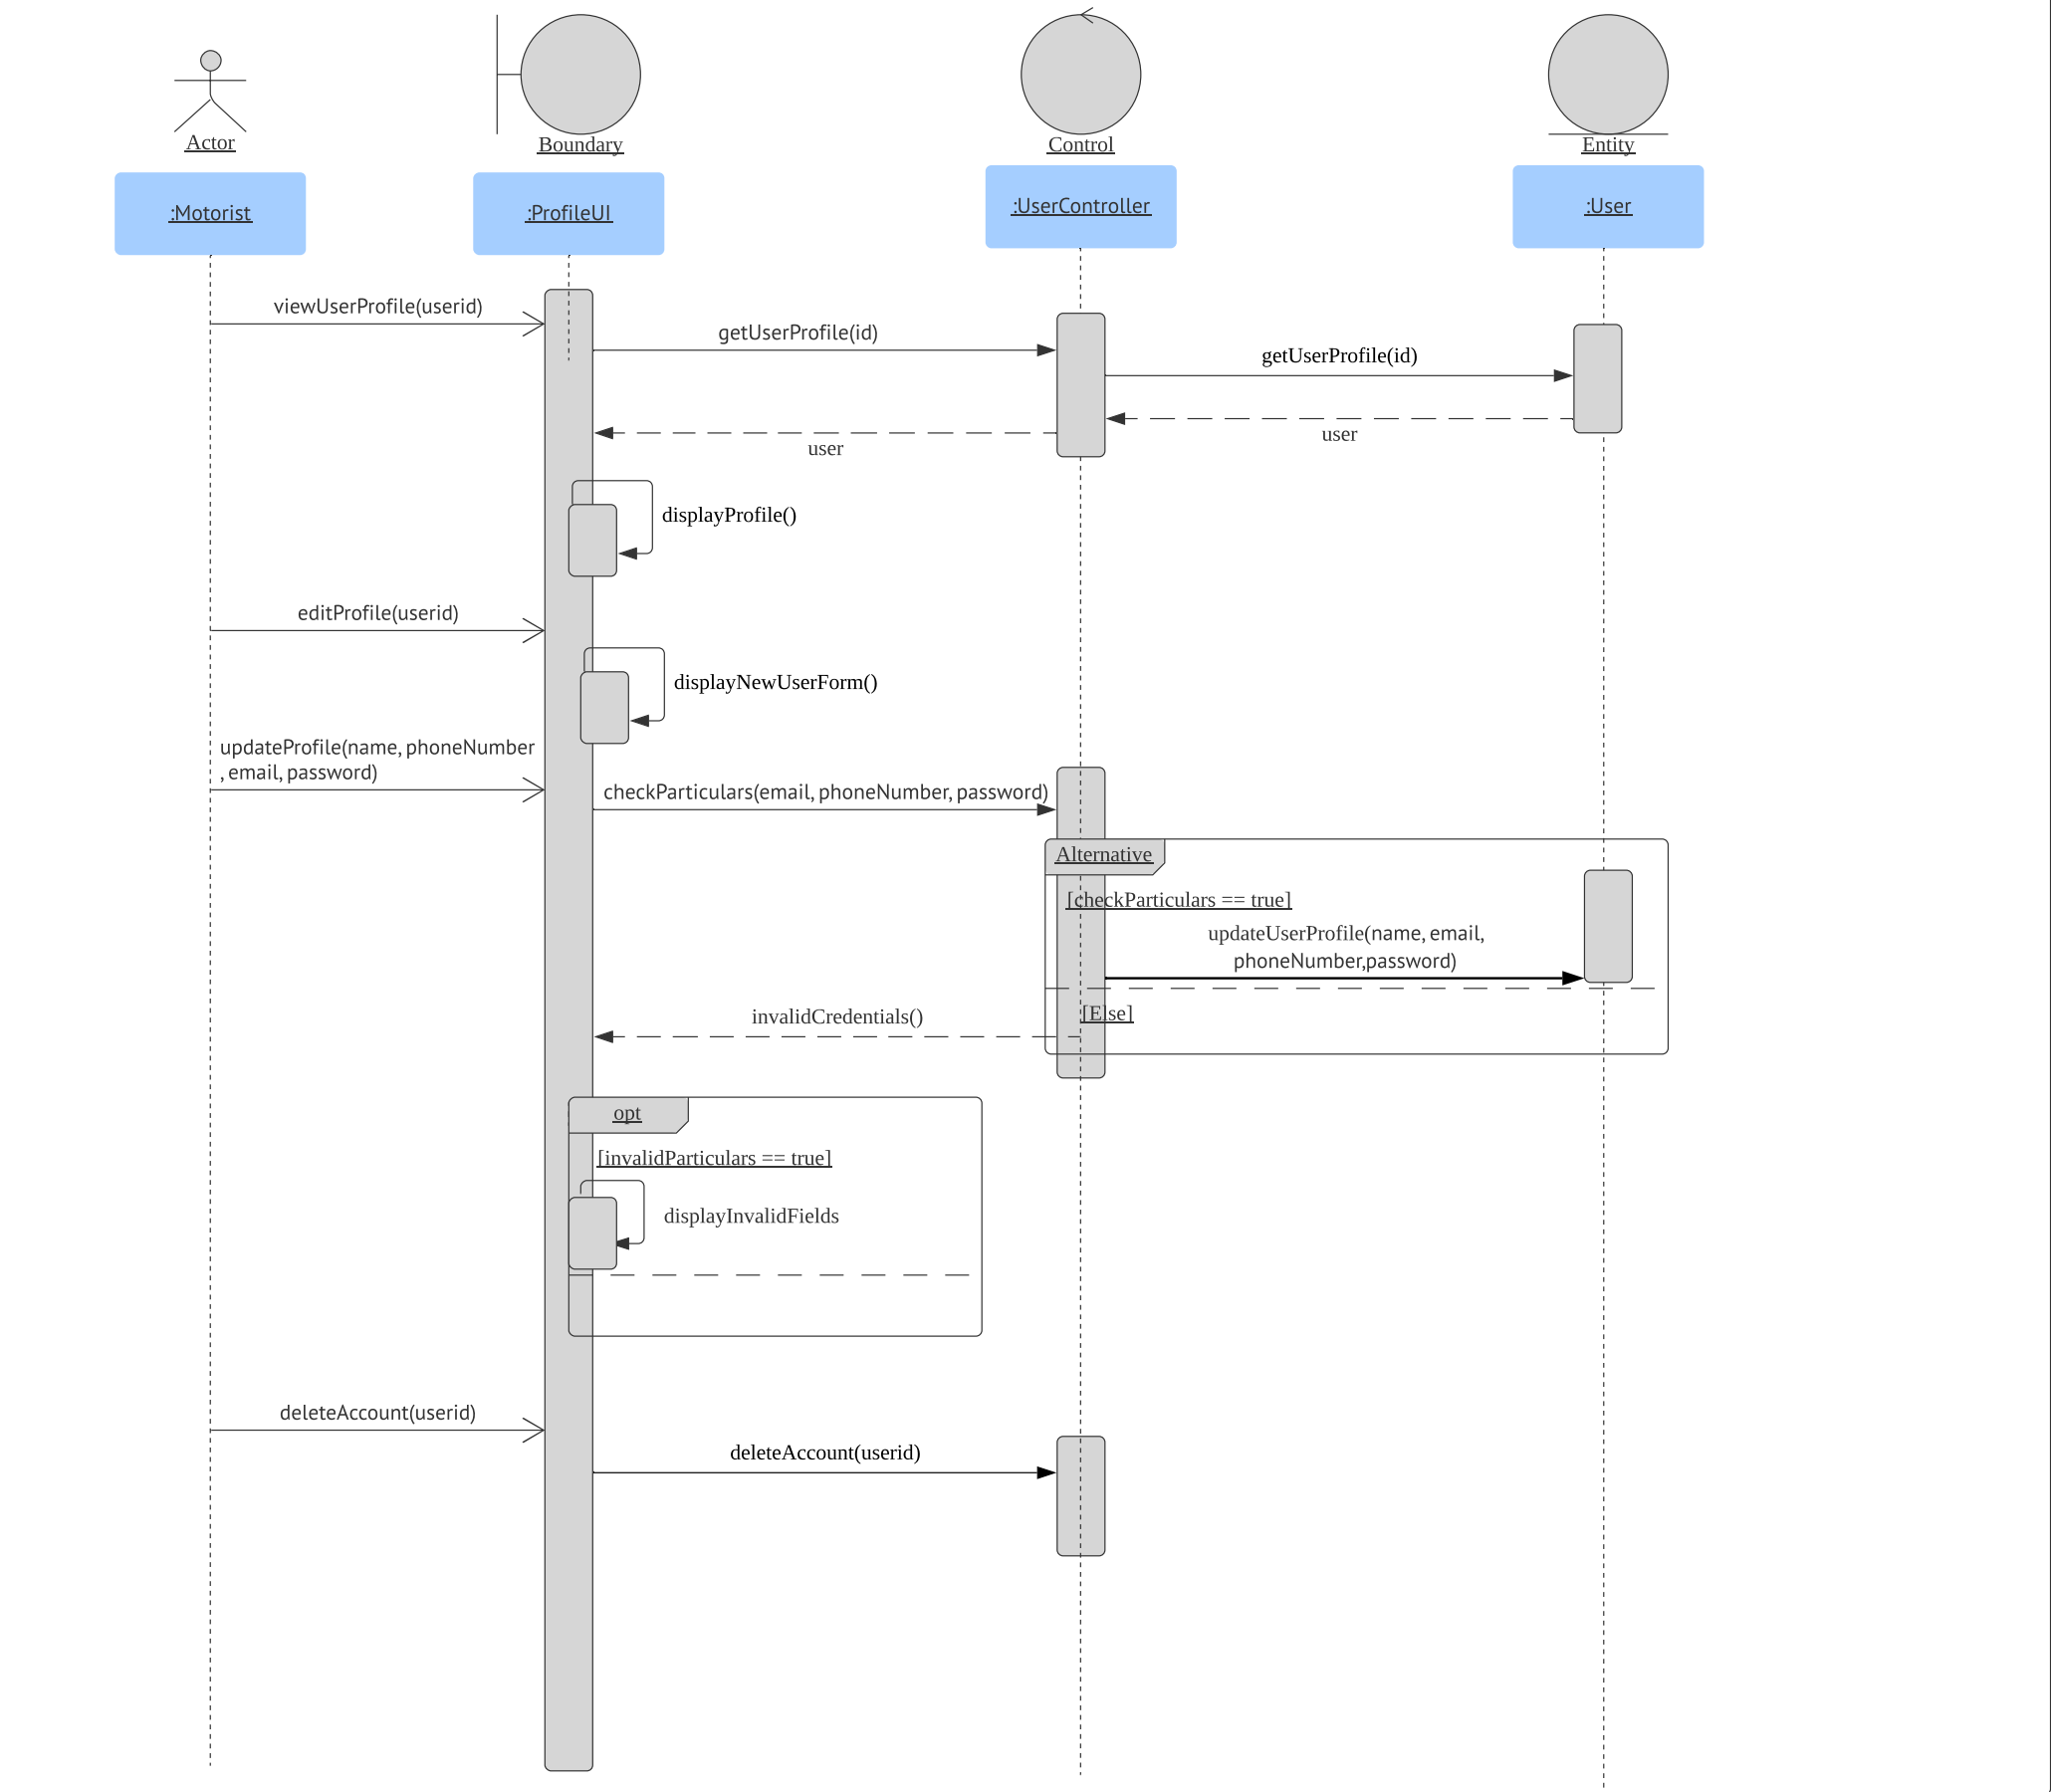 Actor
Boundary
Control
Entity
:Motorist
:ProfileUI
:UserController
:User
viewUserProfile(userid)
getUserProfile(id)
getUserProfile(id)
user
user
displayProfile()
editProfile(userid)
displayNewUserForm()
updateProfile(name, phoneNumber
, email, password)
checkParticulars(email, phoneNumber, password)
Alternative
[checkParticulars == true]
updateUserProfile(name, email,
phoneNumber,password)
[Else]
invalidCredentials()
opt
[invalidParticulars == true]
displayInvalidFields
deleteAccount(userid)
deleteAccount(userid)